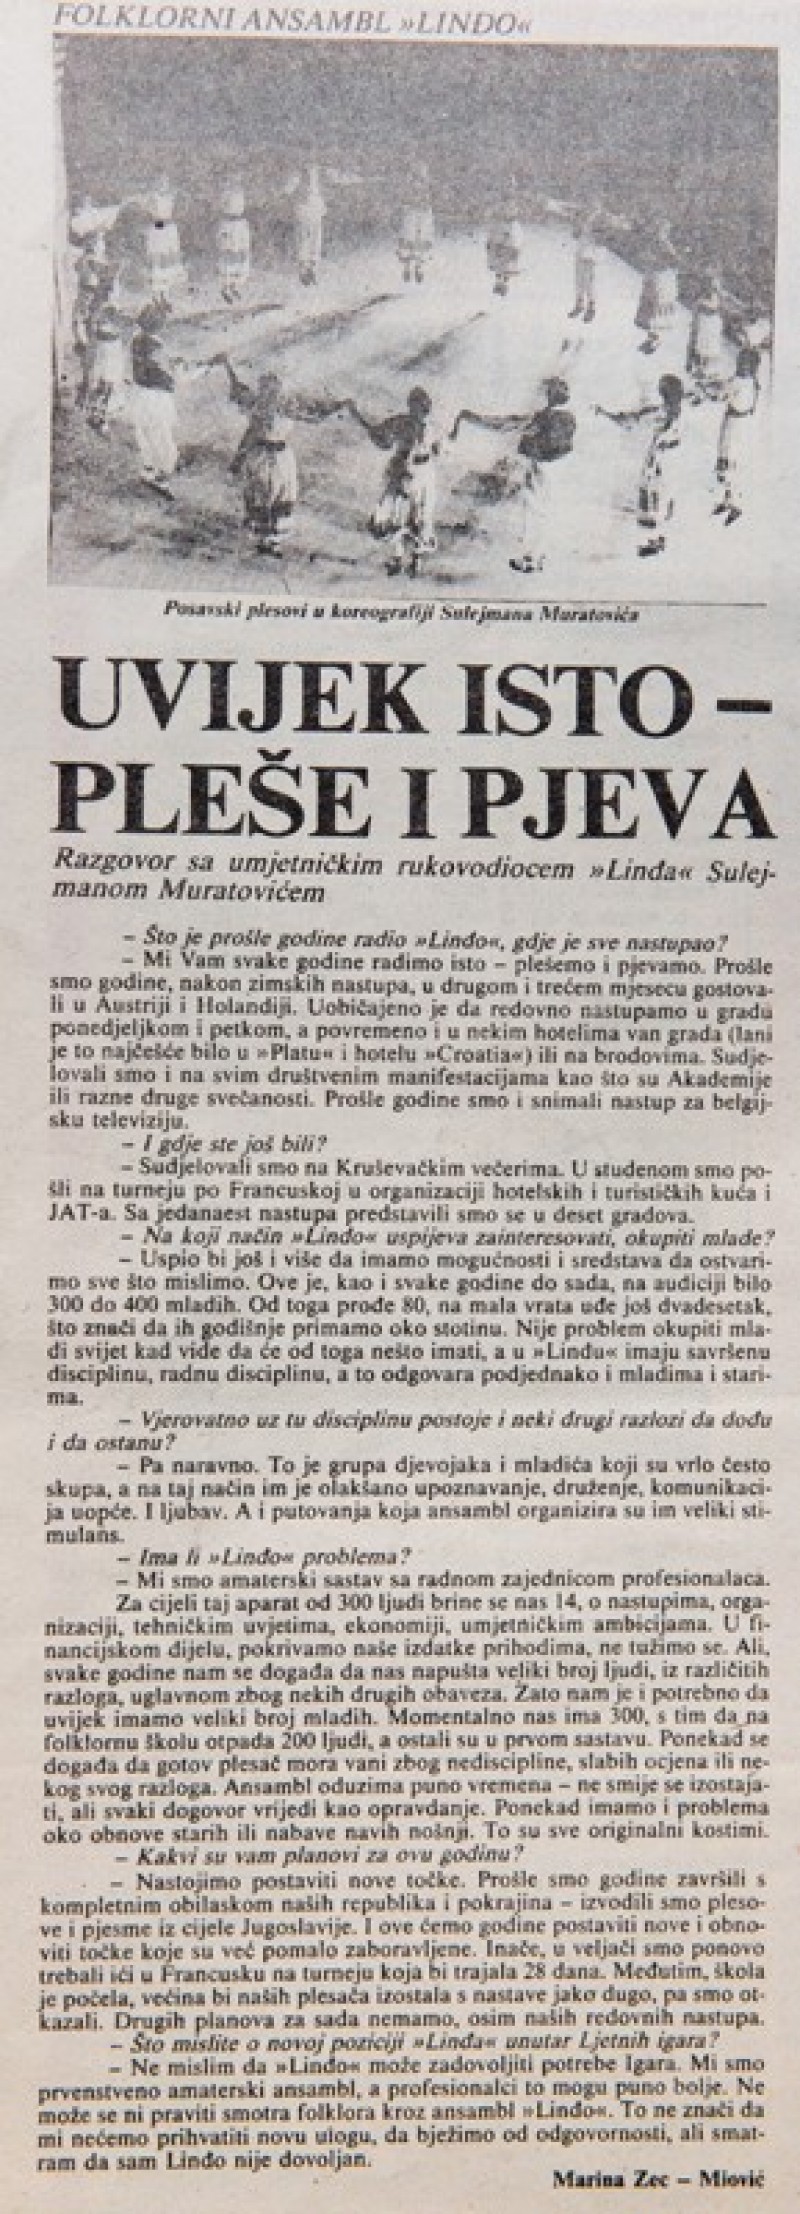 FOLKLORNI ANSAMBL »LINĐO«
Posavski plesovi u koreografiji Sulejmana Muratovića
UVIJEK ISTO –
PLEŠE I PJEVA
Razgovor sa umjetničkim rukovodiocem »Linđa« Sulej-
manom Muratovićem
– Što je prošle godine radio »Linđo«, gdje je sve nastupao?
– Mi Vam svake godine radimo isto – plešemo i pjevamo. Prošle
smo godine, nakon zimskih nastupa, u drugom i trećem mjesecu gostova-
li u Austriji i Holandiji. Uobičajeno je da redovno nastupamo u gradu
ponedjeljkom i petkom, a povremeno i u nekim hotelima van grada (lani
je to najčešće bilo u »Platu« i hotelu »Croatia«) ili na brodovima. Sudje-
lovali smo i na svim društvenim manifestacijama kao što su Akademije
ili razne druge svečanosti. Prošle godine smo i snimali nastup za belgij-
sku televiziju.
– I gdje ste još bili?
– Sudjelovali smo na Kruševačkim večerima. U studenom smo po-
šli na turneju po Francuskoj u organizaciji hotelskih i turističkih kuća i
JAT-a. Sa jedanaest nastupa predstavili smo se u deset gradova.
– Na koji način »Linđo« uspijeva zainteresovati, okupiti mlade?
– Uspio bi još i više da imamo mogućnosti i sredstava da ostvari-
mo sve što mislimo. Ove je, kao i svake godine do sada, na audiciji bilo
300 do 400 mladih. Od toga prođe 80, na mala vrata uđe još dvadesetak,
što znači da ih godišnje primamo oko stotinu. Nije problem okupiti mla-
di svijet kad vide da će od toga nešto imati, a u »Linđu« imaju savršenu
disciplinu, radnu disciplinu, a to odgovara podjednako i mladima i stari-
ma.
– Vjerovatno uz tu disciplinu postoje i neki drugi razlozi da dođu
i da ostanu?
– Pa naravno. To je grupa djevojaka i mladića koji su vrlo često
skupa, a na taj način im je olakšano upoznavanje, druženje, komunikaci-
ja uopće. I ljubav. A i putovanja koja ansambl organizira su im veliki sti-
mulans.
– Ima li »Linđo« problema?
– Mi smo amaterski sastav sa radnom zajednicom profesionalaca.
Za cijeli taj aparat od 300 ljudi brine se nas 14, o nastupima, orga-
nizaciji, tehničkim uvjetima, ekonomiji, umjetničkim ambicijama. U fi-
nancijskom dijelu, pokrivamo naše izdatke prihodima, ne tužimo se. Ali,
svake godine nam se događa da nas napušta veliki broj ljudi, iz različitih
razloga, uglavnom zbog nekih drugih obaveza. Zato nam je i potrebno da
uvijek imamo veliki broj mladih. Momentalno nas ima 300, s tim da na
folklornu školu otpada 200 ljudi, a ostali su u prvom sastavu. Ponekad se
događa da gotov plesač mora vani zbog nediscipline, slabih ocjena ili ne-
kog svog razloga. Ansambl oduzima puno vremena – ne smije se izostaja-
ti, ali svaki dogovor vrijedi kao opravdanje. Ponekad imamo i problema
oko obnove starih ili nabave navih nošnji. To su sve originalni kostimi.
– Kakvi su vam planovi za ovu godinu?
– Nastojimo postaviti nove točke. Prošle smo godine završili s
kompletnim obilaskom naših republika i pokrajina – izvodili smo pleso-
ve i pjesme iz cijele Jugoslavije. I ove ćemo godine postaviti nove i obno-
viti točke koje su već pomalo zaboravljene. Inače, u veljači smo ponovo
trebali ići u Francusku na turneju koja bi trajala 28 dana. Međutim, škola
je počela, većina bi naših plesača izostala s nastave jako dugo, pa smo ot-
kazali. Drugih planova za sada nemamo, osim naših redovnih nastupa.
– Što mislite o novoj poziciji »Linđa« unutar Ljetnih igara?
– Ne mislim da »Linđo« može zadovoljiti potrebe Igara. Mi smo
prvenstveno amaterski ansambl, a profesionalci to mogu puno bolje. Ne
može se ni praviti smotra folklora kroz ansambl »Linđo«. To ne znači da
mi nećemo prihvatiti novu ulogu, da bježimo od odgovornosti, ali smat-
ram da sam Linđo nije dovoljan.
Marina Zec – Miović